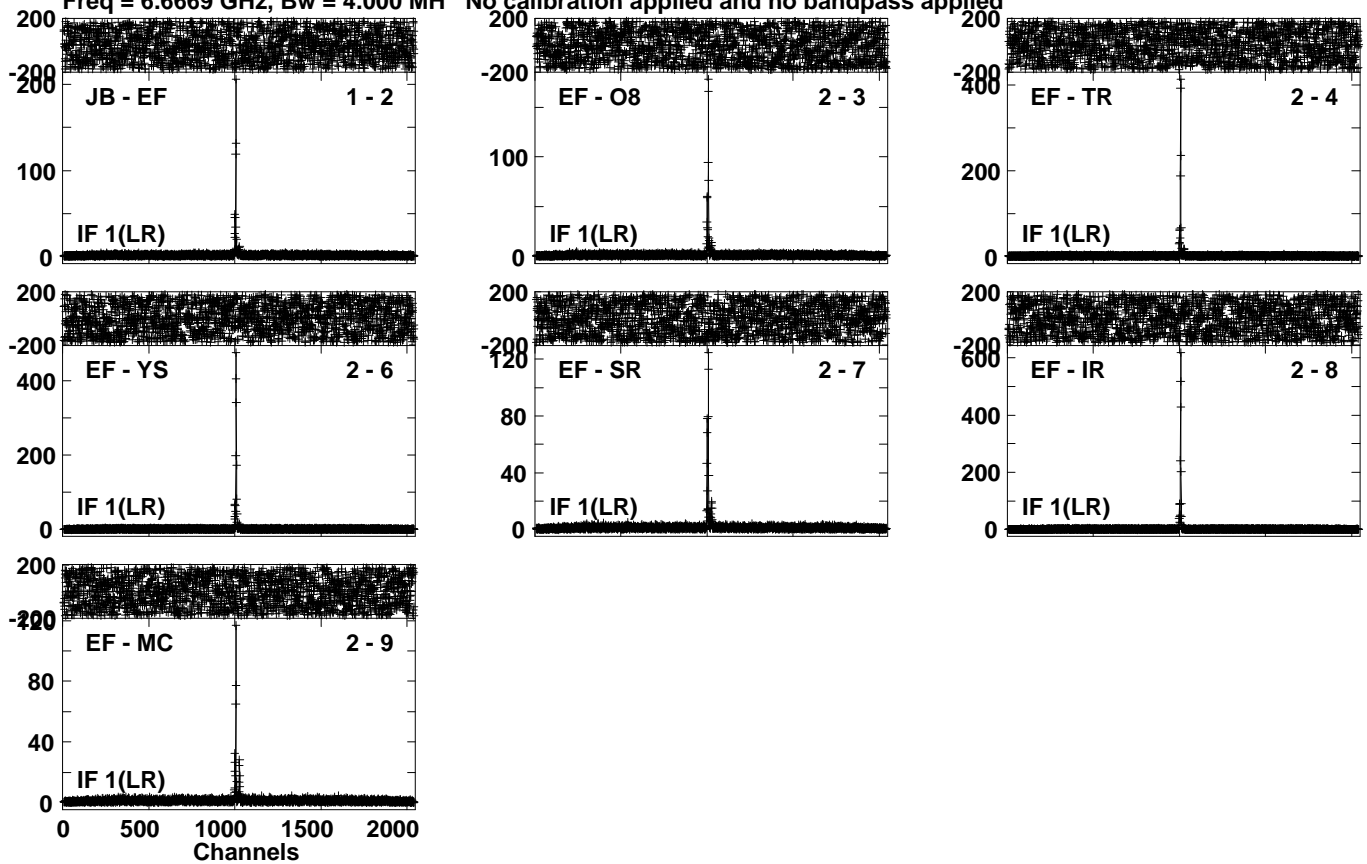 Freq = 6.6669 GHz, Bw = 4.000 MH No calibration applied and no bandpass applied
200
-200
JB - EF 1 - 2
200
100
0
IF 1(LR)
200
-200
EF - O8 2 - 3
100
0
IF 1(LR)
200
-200
EF - TR 2 - 4
400
200
0
IF 1(LR)
200
-200
EF - YS 2 - 6
400
200
0
IF 1(LR)
200
-200
EF - SR 2 - 7
120
80
40
0
IF 1(LR)
200
-200
EF - IR 2 - 8
600
400
200
0
IF 1(LR)
200
-200
EF - MC 2 - 9
120
80
40
0
IF 1(LR)
0 500 1000 1500 2000
Channels